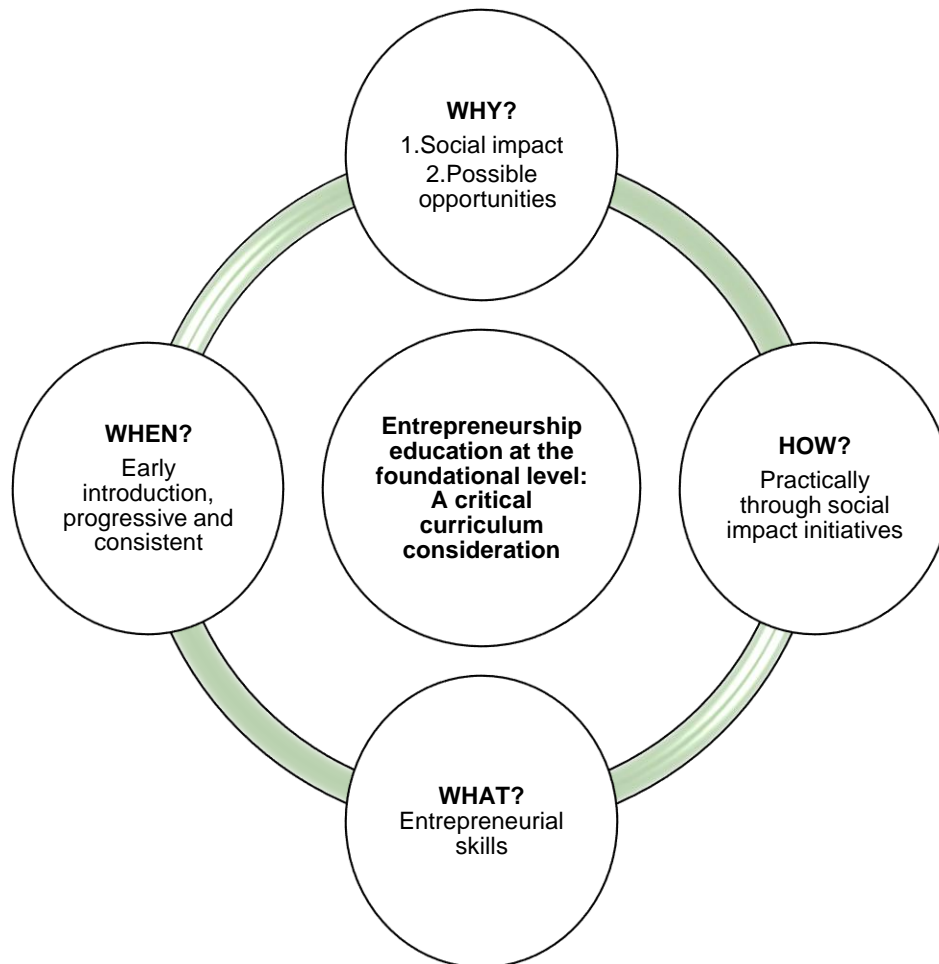 WHY?
1.Social impact
2.Possible
opportunities
WHEN?
Early
introduction,
progressive and
consistent
Entrepreneurship
education at the
foundational level:
A critical
curriculum
consideration
HOW?
Practically
through social
impact initiatives
WHAT?
Entrepreneurial
skills